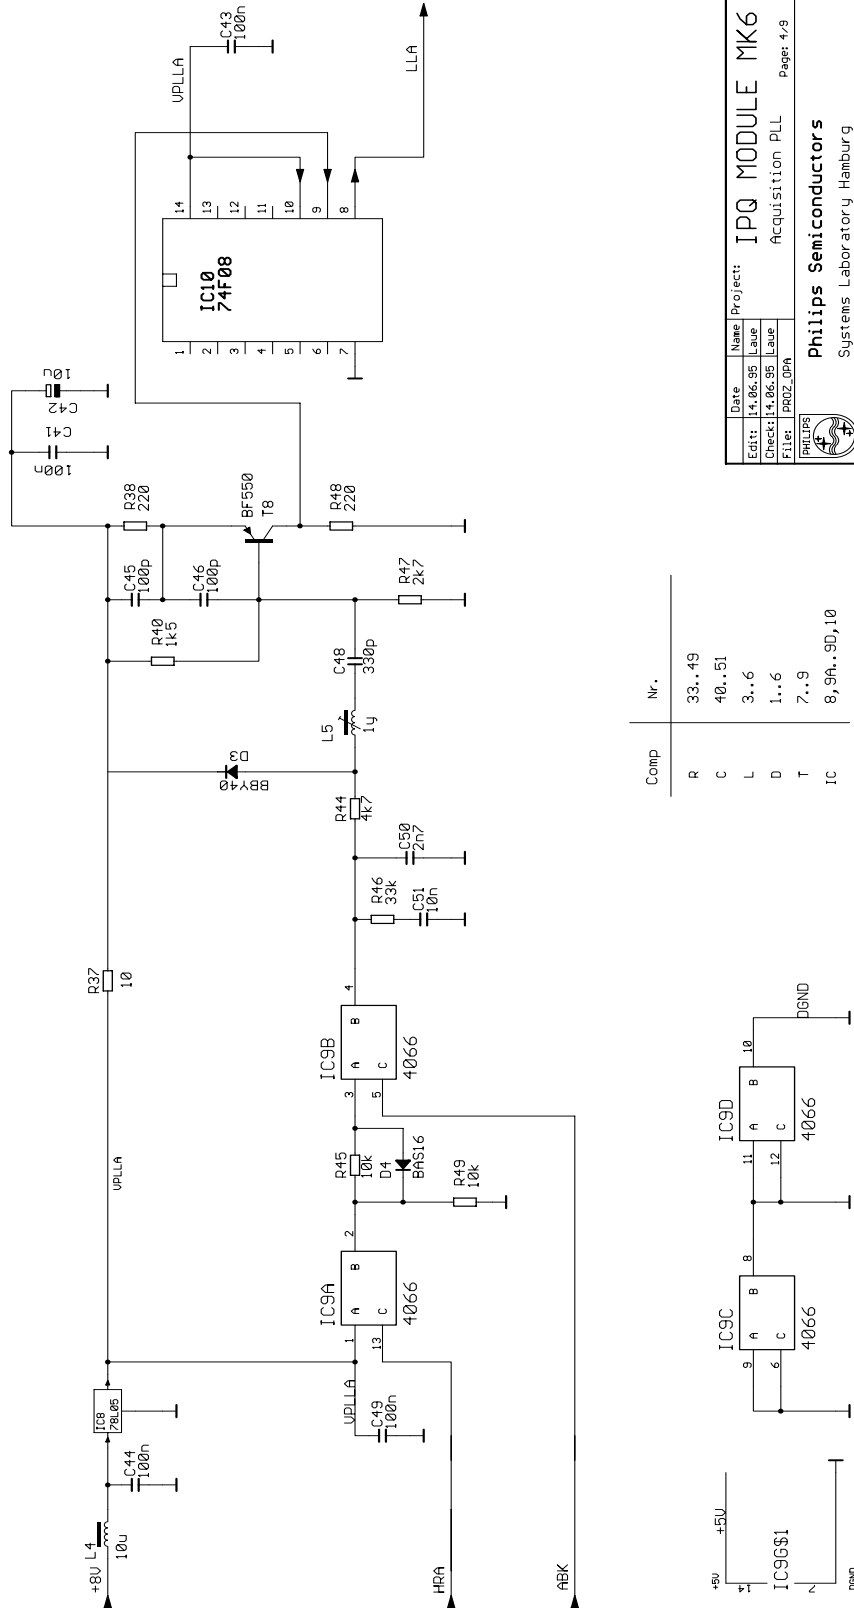 +8V
L4
10u
C44
100n
IC8
78L05
VPLLA
R37
10
VPLLA
C49
100n
HRA
ABK
IC9A
4066
1
13
2
A
B
C
R45
10k
D4
BAS16
R49
10k
IC9B
4066
3
5
4
A
B
C
R46
33k
C51
10n
C50
2n7
R44
4k7
D3
BBY40
L5
1y
C48
330p
R40
1k5
C45
100p
C46
100p
R47
2k7
R38
220
BF550
T8
R48
220
C41
100n
C42
10u
IC10
74F08
1
2
3
4
5
6
7
14
13
12
11
10
9
8
VPLLA
C43
100n
LLA
+5V
+5V
14
IC9G$1
7
DGND
IC9C
4066
9
6
8
A
B
C
IC9D
4066
11
12
10
A
B
C
DGND
Comp Nr.
R 33..49
C 40..51
L 3..6
D 1..6
T 7..9
IC 8,9A..9D,10
Date Name Project:
Edit: 14.06.95 Laue
Check: 14.06.95 Laue
File: PROZ_OPA
IPQ MODULE MK6
Acquisition PLL Page: 4/9
PHILIPS
Philips Semiconductors
Systems Laboratory Hamburg